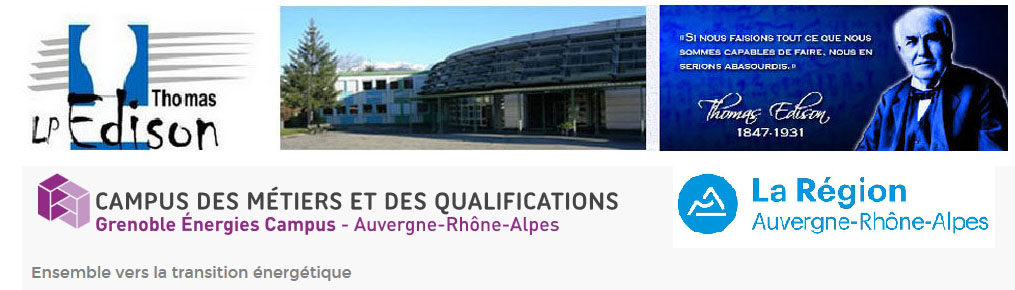 Thomas
LP Edison
"SI NOUS FAISIONS TOUT CE QUE NOUS
SOMMES CAPABLES DE FAIRE, NOUS EN
SERIONS ABASOURDIS."
Thomas Edison
1847-1931
CAMPUS DES MÉTIERS ET DES QUALIFICATIONS
Grenoble Énergies Campus - Auvergne-Rhône-Alpes
La Région
Auvergne-Rhône-Alpes
Ensemble vers la transition énergétique